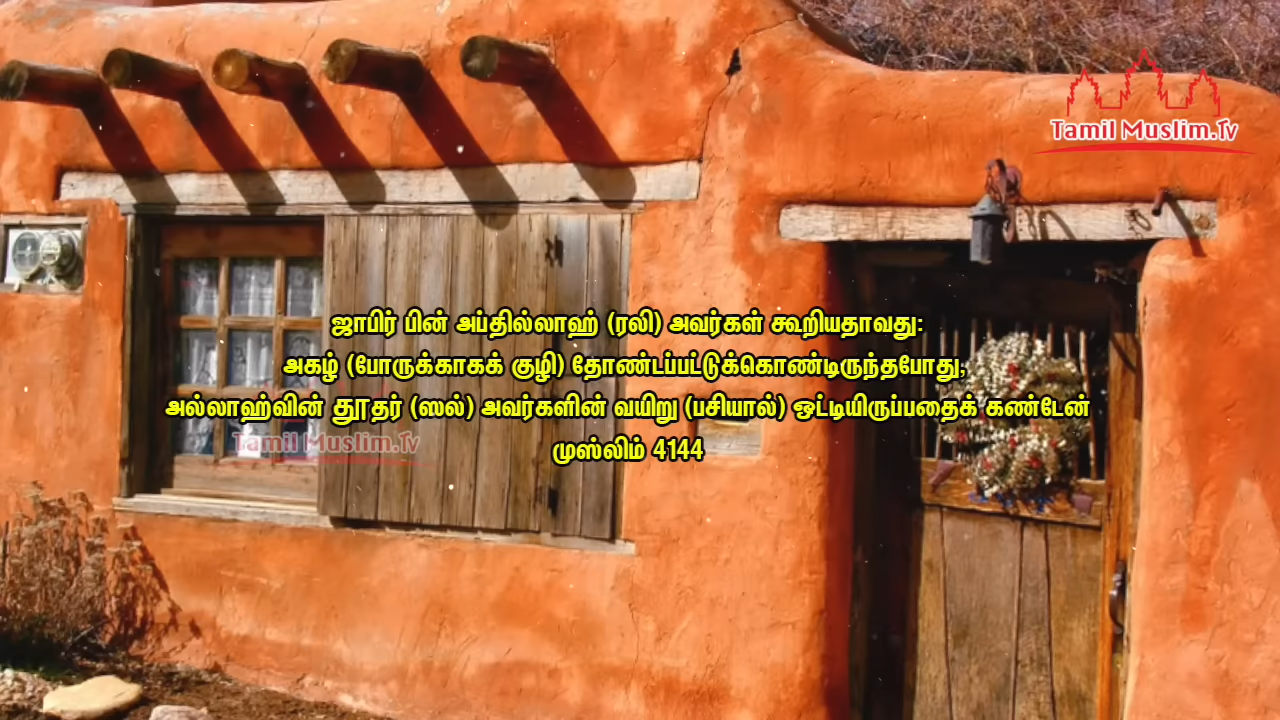 Tamil Muslim.Tv
ஜாபிர் பின் அப்தில்லாஹ் (ரலி) அவர்கள் கூறியதாவது:
அகழ் (போருக்காகக் குழி) தோண்டப்பட்டுக்கொண்டிருந்தபோது,
அல்லாஹ்வின் தூதர் (ஸல்) அவர்களின் வயிறு (பசியால்) ஒட்டியிருப்பதைக் கண்டேன்
Tamil Muslim.Tv
முஸ்லிம் 4144